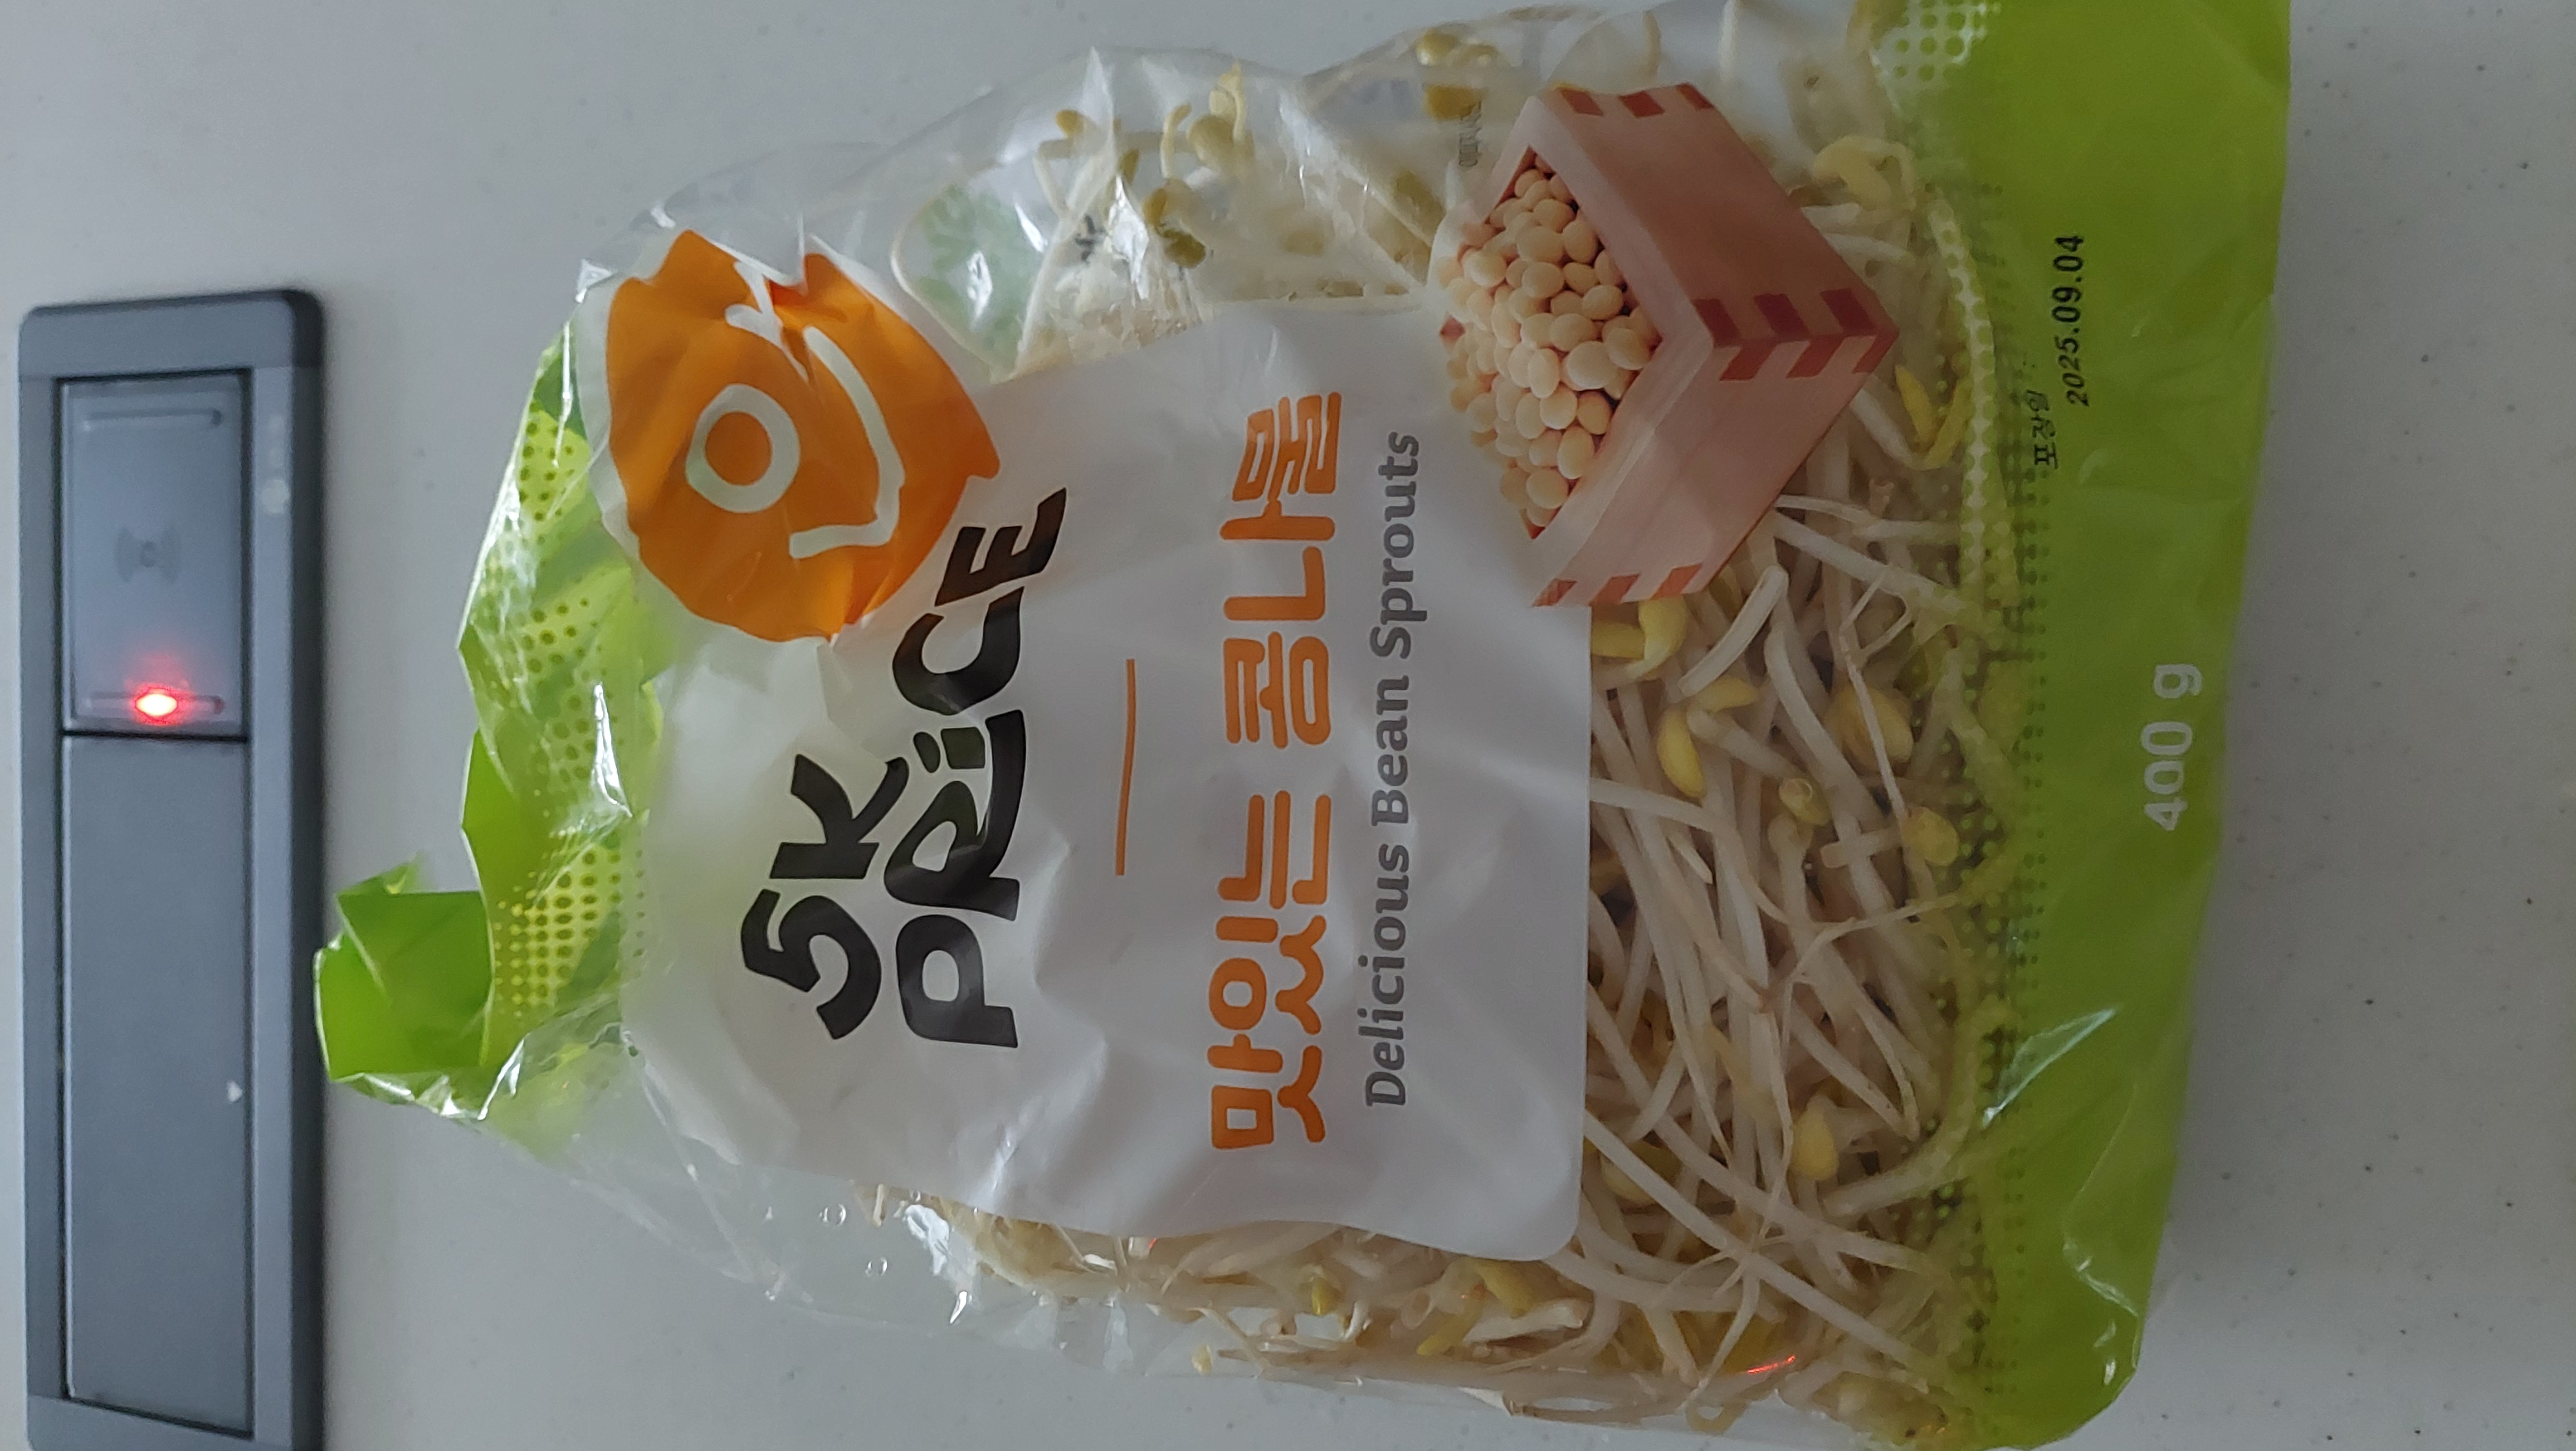 5K
PRiCE
맛있는 콩나물
Delicious Bean Sprouts
포장일 :
2025.09.04
400 g